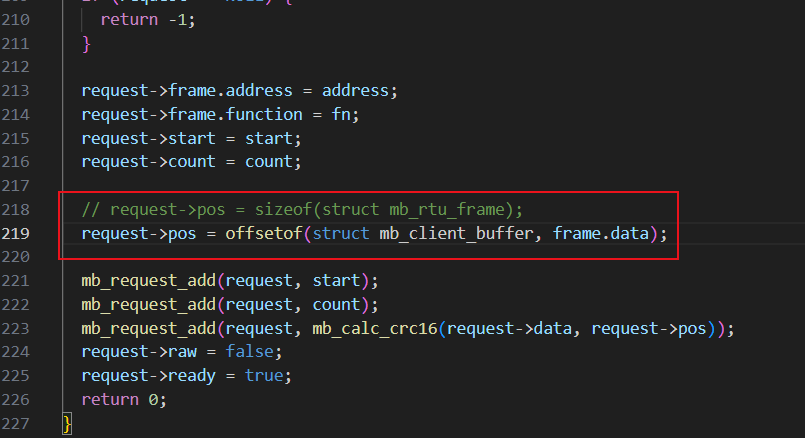 210 return -1;
211 }
212
213 request->frame.address = address;
214 request->frame.function = fn;
215 request->start = start;
216 request->count = count;
217
218 // request->pos = sizeof(struct mb_rtu_frame);
219 request->pos = offsetof(struct mb_client_buffer, frame.data);
220
221 mb_request_add(request, start);
222 mb_request_add(request, count);
223 mb_request_add(request, mb_calc_crc16(request->data, request->pos));
224 request->raw = false;
225 request->ready = true;
226 return 0;
227 }